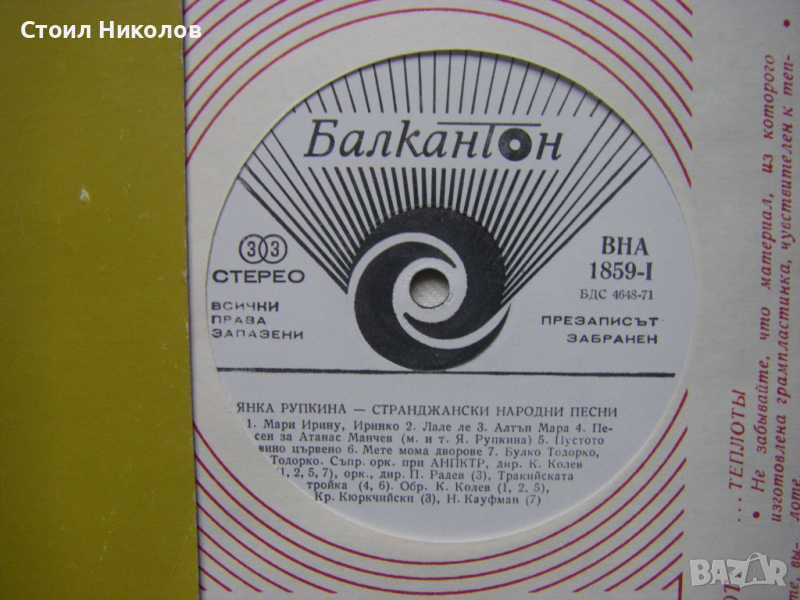 Стоил Николов
Балкантон
33
СТЕРЕО
ВСИЧКИ
ПРАВА
ЗАПАЗЕНИ
ВНА
1859-I
БДС 4648-71
ПРЕЗАПИСЪТ
ЗАБРАНЕН
ЯНКА РУПКИНА — СТРАНДЖАНСКИ НАРОДНИ ПЕСНИ
1. Мари Ирину, Иринко 2. Лале ле 3. Алтън Мара 4. Пе-
сен за Атанас Манчев (м. и т. Я. Рупкина) 5. Пустото
вино цървено 6. Мете мома дворове 7. Булко Тодорко,
Тодорко. Съпр. орк. при АНПКТР, дир. К. Колев
(1, 2, 5, 7), орк., дир. П. Радев (3), Тракийската
тройка (4, 6). Обр. К. Колев (1, 2, 5),
Кр. Кюркчийски (3), Н. Кауфман (7)
...ТЕПЛОТЫ
• Не забывайте, что материал, из которого
изготовлена грампластинка, чувствителен к теп-
лоте
BAZAR